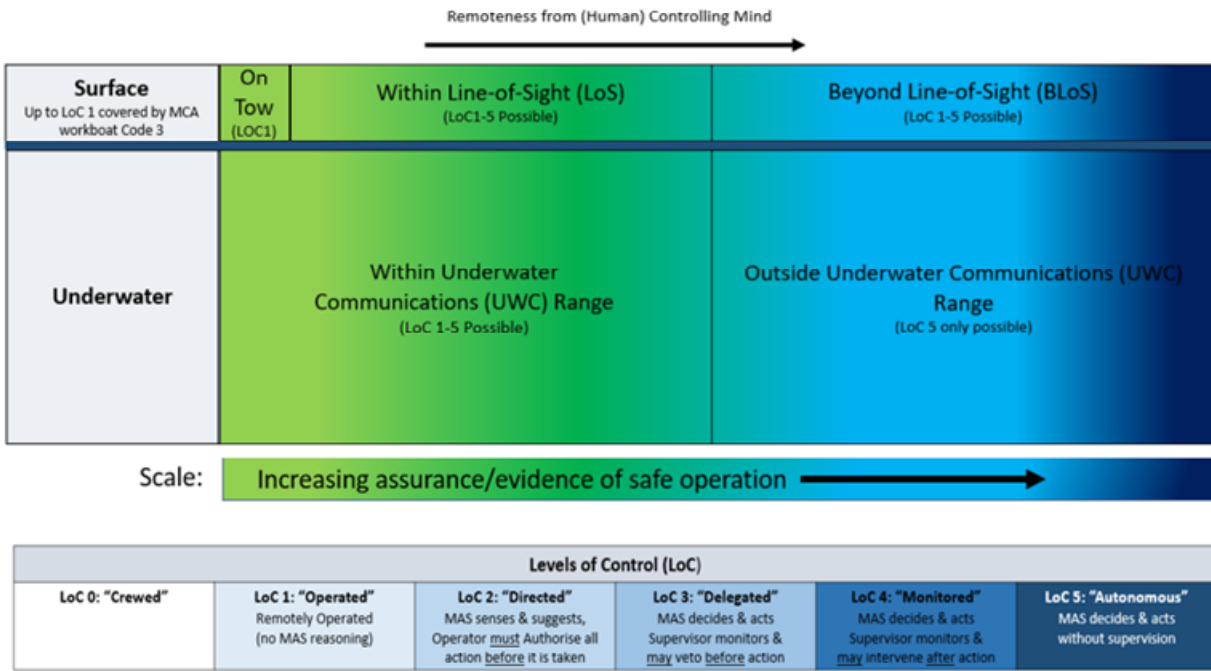 Remoteness from (Human) Controlling Mind
Surface
Up to LoC 1 covered by MCA
workboat Code 3
On
Tow
(LOC1)
Within Line-of-Sight (LoS)
(LoC1-5 Possible)
Beyond Line-of-Sight (BLoS)
(LoC 1-5 Possible)
Underwater
Within Underwater
Communications (UWC) Range
(LoC 1-5 Possible)
Outside Underwater Communications (UWC)
Range
(LoC 5 only possible)
Scale:
Increasing assurance/evidence of safe operation
Levels of Control (LoC)
LoC 0: “Crewed”
LoC 1: “Operated”
Remotely Operated
(no MAS reasoning)
LoC 2: “Directed”
MAS senses & suggests,
Operator must Authorise all
action before it is taken
LoC 3: “Delegated”
MAS decides & acts
Supervisor monitors &
may veto before action
LoC 4: “Monitored”
MAS decides & acts
Supervisor monitors &
may intervene after action
LoC 5: “Autonomous”
MAS decides & acts
without supervision